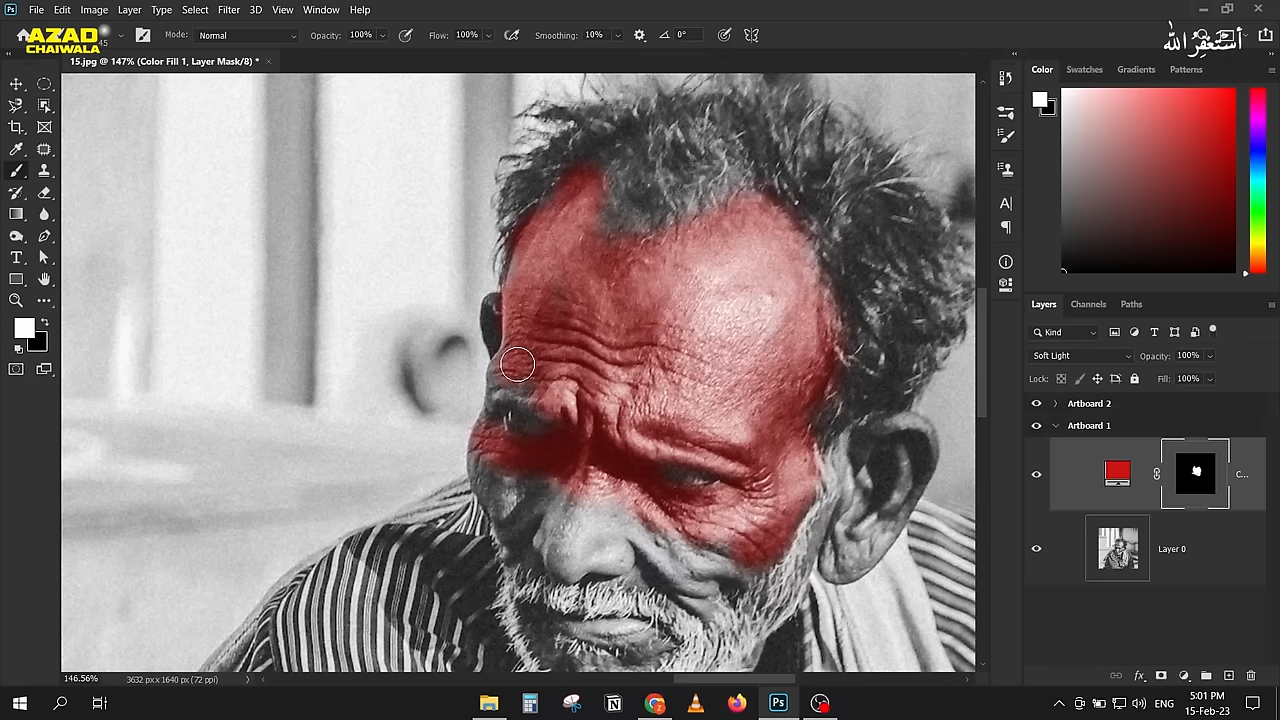 File Edit Image Layer Type Select Filter 3D View Window Help
AZAD
CHAIWALA
45
Mode: Normal Opacity: 100% Flow: 100% Smoothing: 10% 0°
أستغفر الله
15.jpg @ 147% (Color Fill 1, Layer Mask/8) *
Color Swatches Gradients Patterns
Layers Channels Paths
Kind
Soft Light Opacity: 100%
Lock: Fill: 100%
Artboard 2
Artboard 1
C...
Layer 0
146.56% 3632 px x 1640 px (72 ppi)
ENG
5:01 PM
15-Feb-23